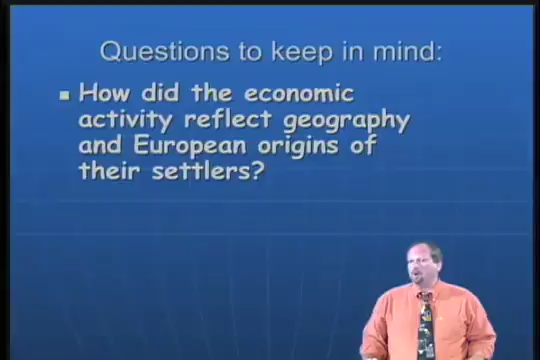 Questions to keep in mind:
How did the economic
activity reflect geography
and European origins of
their settlers?